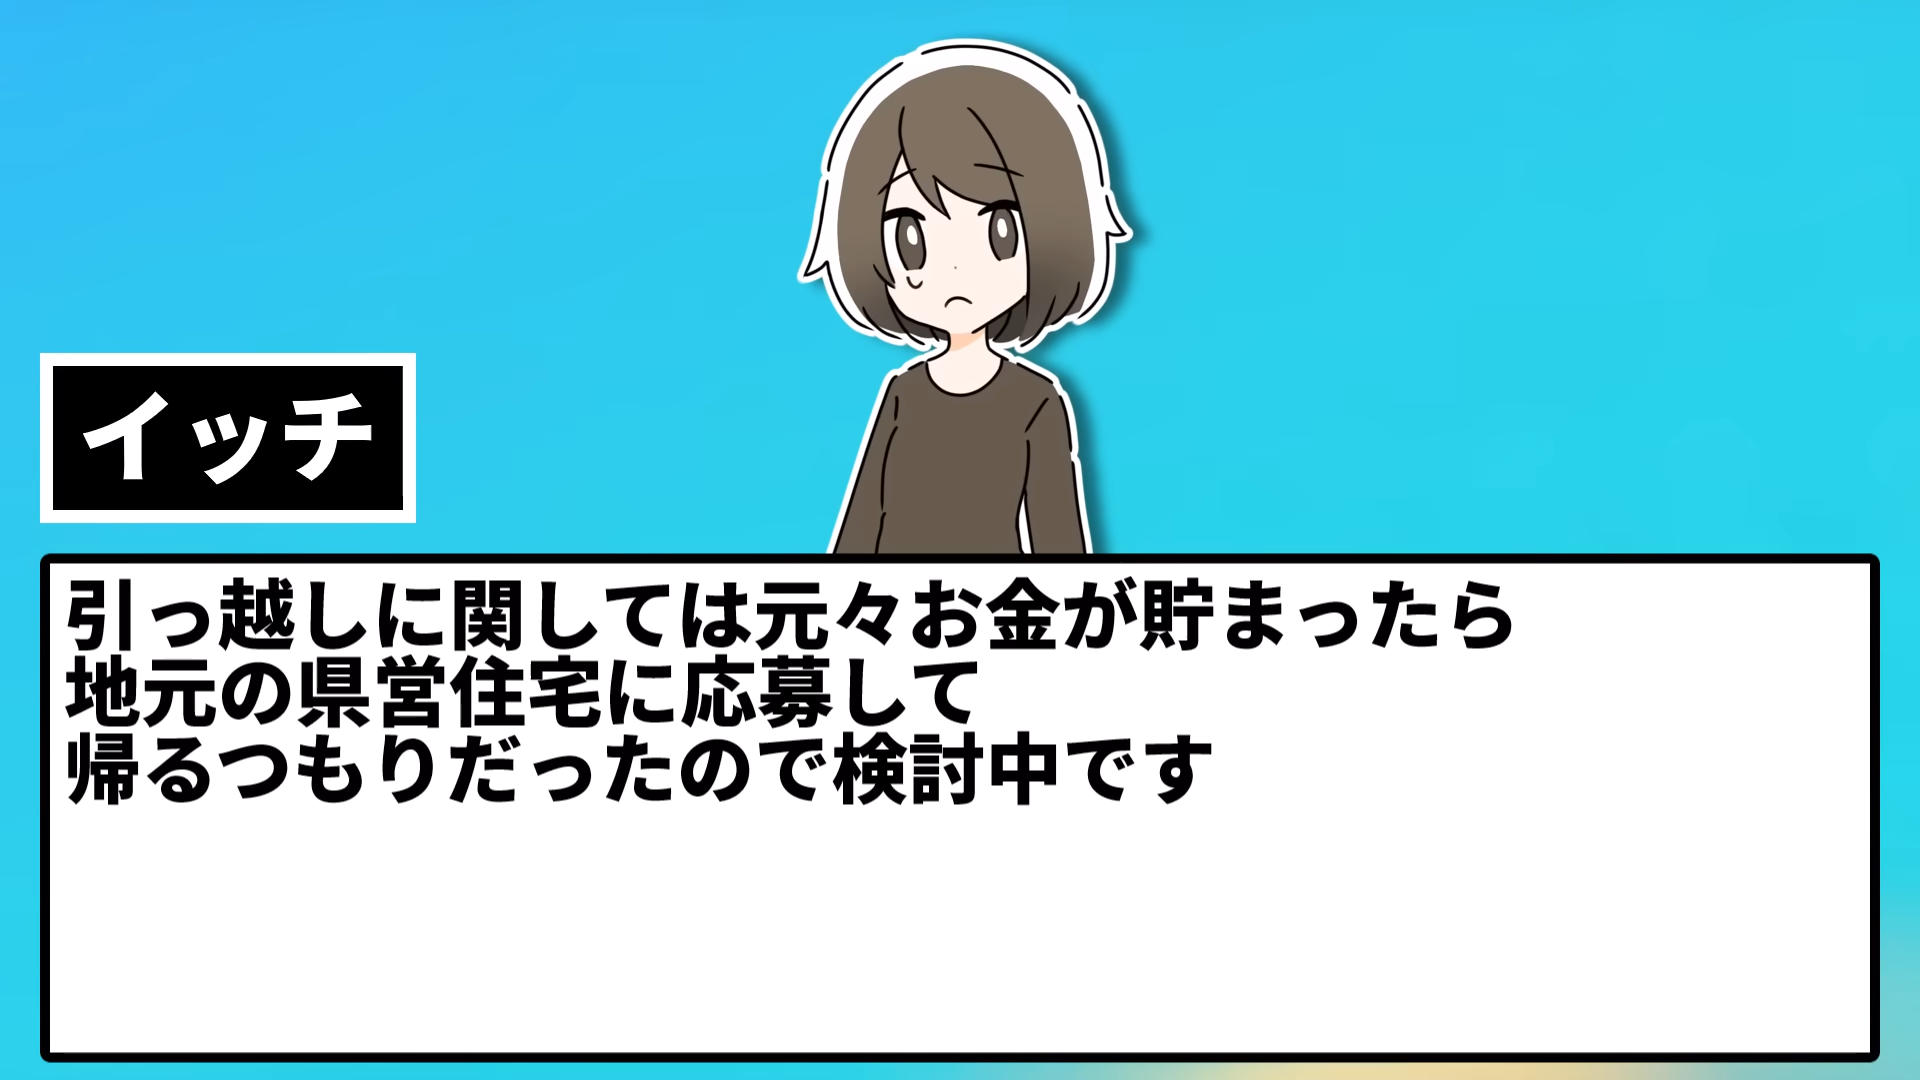 イッチ
引っ越しに関しては元々お金が貯まったら
地元の県営住宅に応募して
帰るつもりだったので検討中です